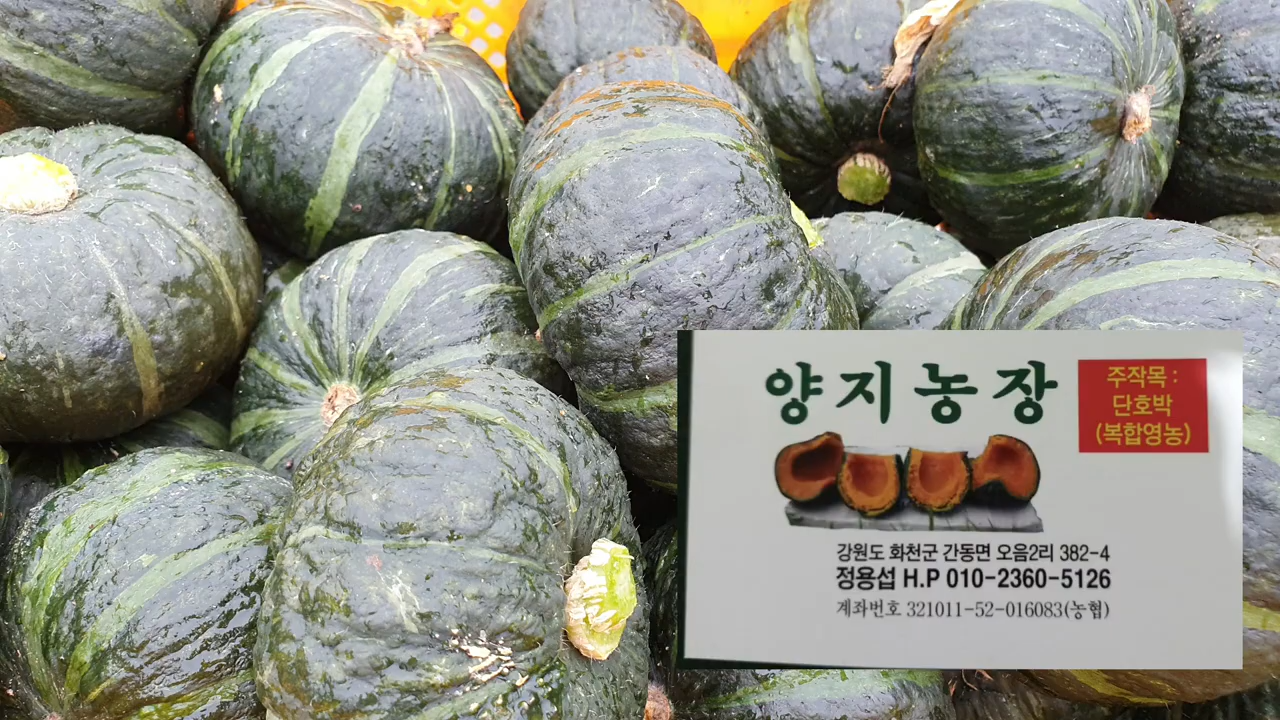 양지농장
주작목 :
단호박
(복합영농)
강원도 화천군 간동면 오음2리 382-4
정용섭 H.P 010-2360-5126
계좌번호 321011-52-016083(농협)